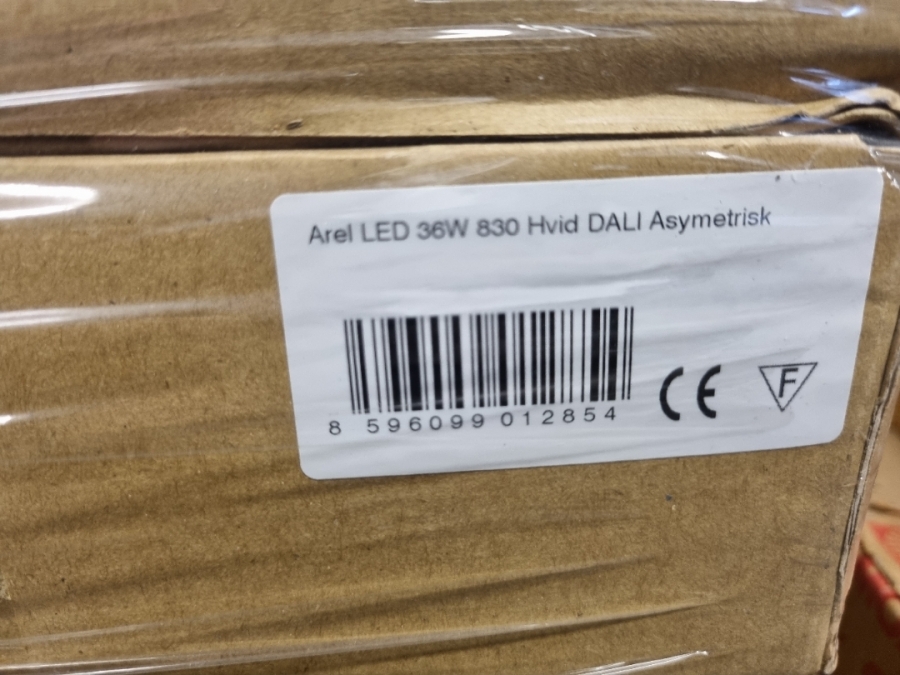 Arel LED 36W 830 Hvid DALI Asymetrisk
8 596099 012854
CE F